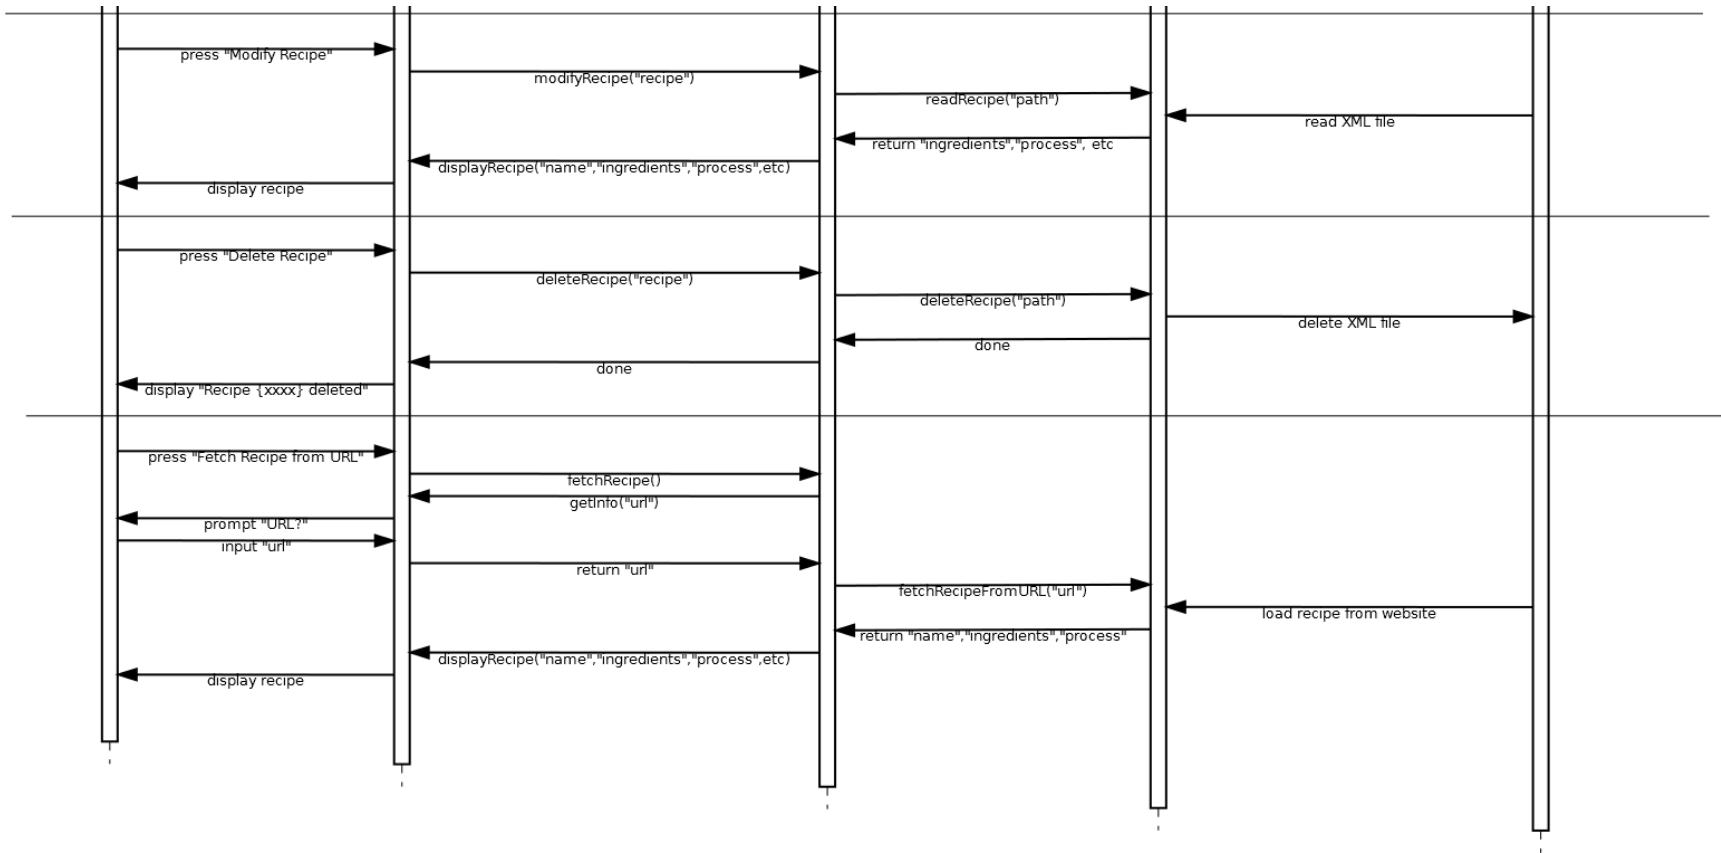 press "Modify Recipe"
modifyRecipe("recipe")
readRecipe("path")
read XML file
return "ingredients","process", etc
displayRecipe("name","ingredients","process",etc)
display recipe
press "Delete Recipe"
deleteRecipe("recipe")
deleteRecipe("path")
delete XML file
done
done
display "Recipe {xxxx} deleted"
press "Fetch Recipe from URL"
fetchRecipe()
getInfo("url")
prompt "URL?"
input "url"
return "url"
fetchRecipeFromURL("url")
load recipe from website
return "name","ingredients","process"
displayRecipe("name","ingredients","process",etc)
display recipe